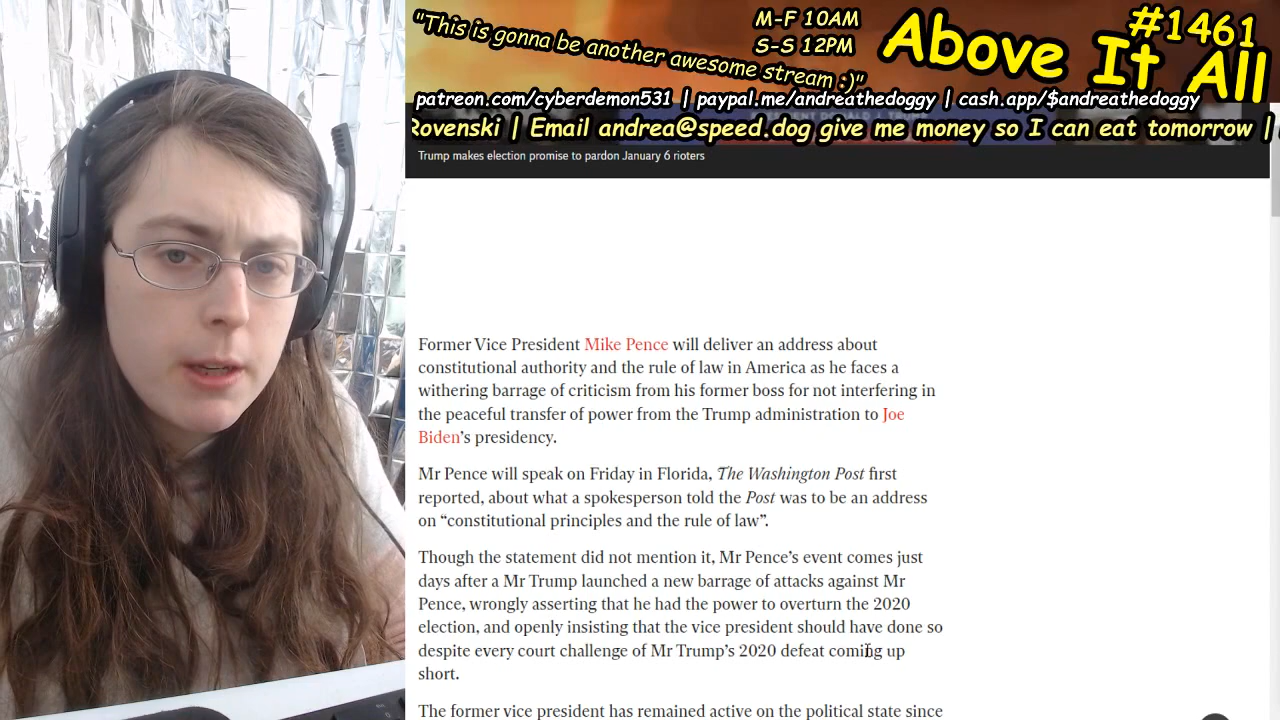 "This is gonna be another awesome stream :)"
M-F 10AM
S-S 12PM
#1461
Above It All
patreon.com/cyberdemon531 | paypal.me/andreathedoggy | cash.app/$andreathedoggy
Rovenski | Email andrea@speed.dog give me money so I can eat tomorrow |
Trump makes election promise to pardon January 6 rioters
Former Vice President Mike Pence will deliver an address about
constitutional authority and the rule of law in America as he faces a
withering barrage of criticism from his former boss for not interfering in
the peaceful transfer of power from the Trump administration to Joe
Biden's presidency.
Mr Pence will speak on Friday in Florida, The Washington Post first
reported, about what a spokesperson told the Post was to be an address
on “constitutional principles and the rule of law”.
Though the statement did not mention it, Mr Pence's event comes just
days after a Mr Trump launched a new barrage of attacks against Mr
Pence, wrongly asserting that he had the power to overturn the 2020
election, and openly insisting that the vice president should have done so
despite every court challenge of Mr Trump's 2020 defeat coming up
short.
The former vice president has remained active on the political state since